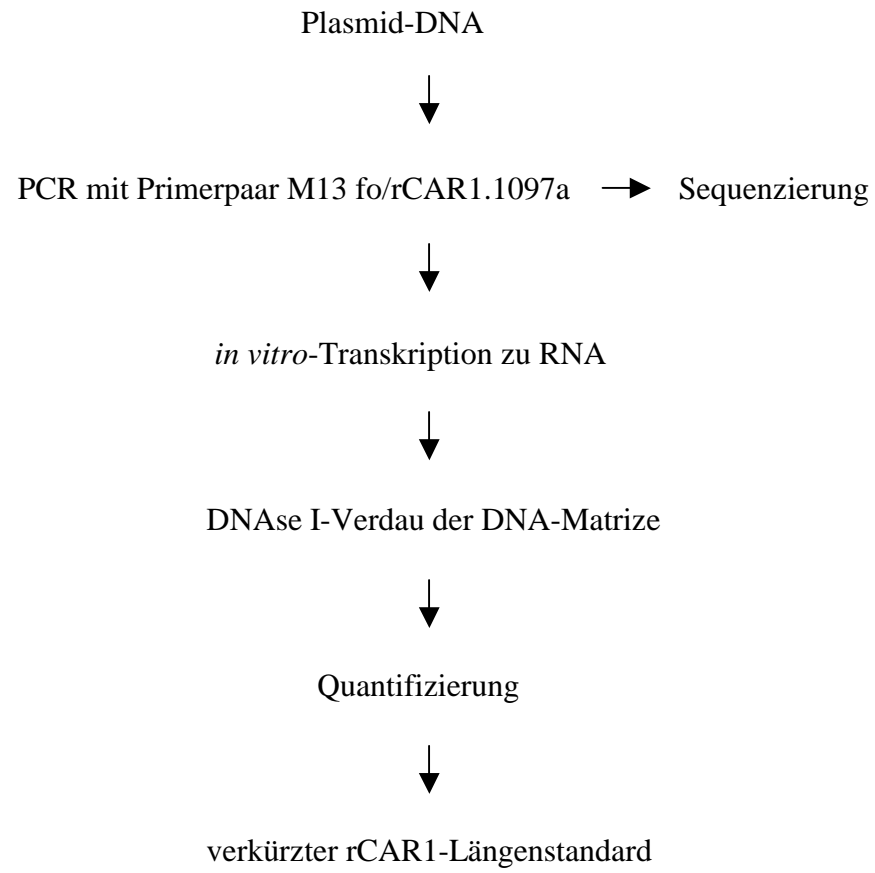 Plasmid-DNA
PCR mit Primerpaar M13 fo/rCAR1.1097a → Sequenzierung
in vitro-Transkription zu RNA
DNAse I-Verdau der DNA-Matrize
Quantifizierung
verkürzter rCAR1-Längenstandard